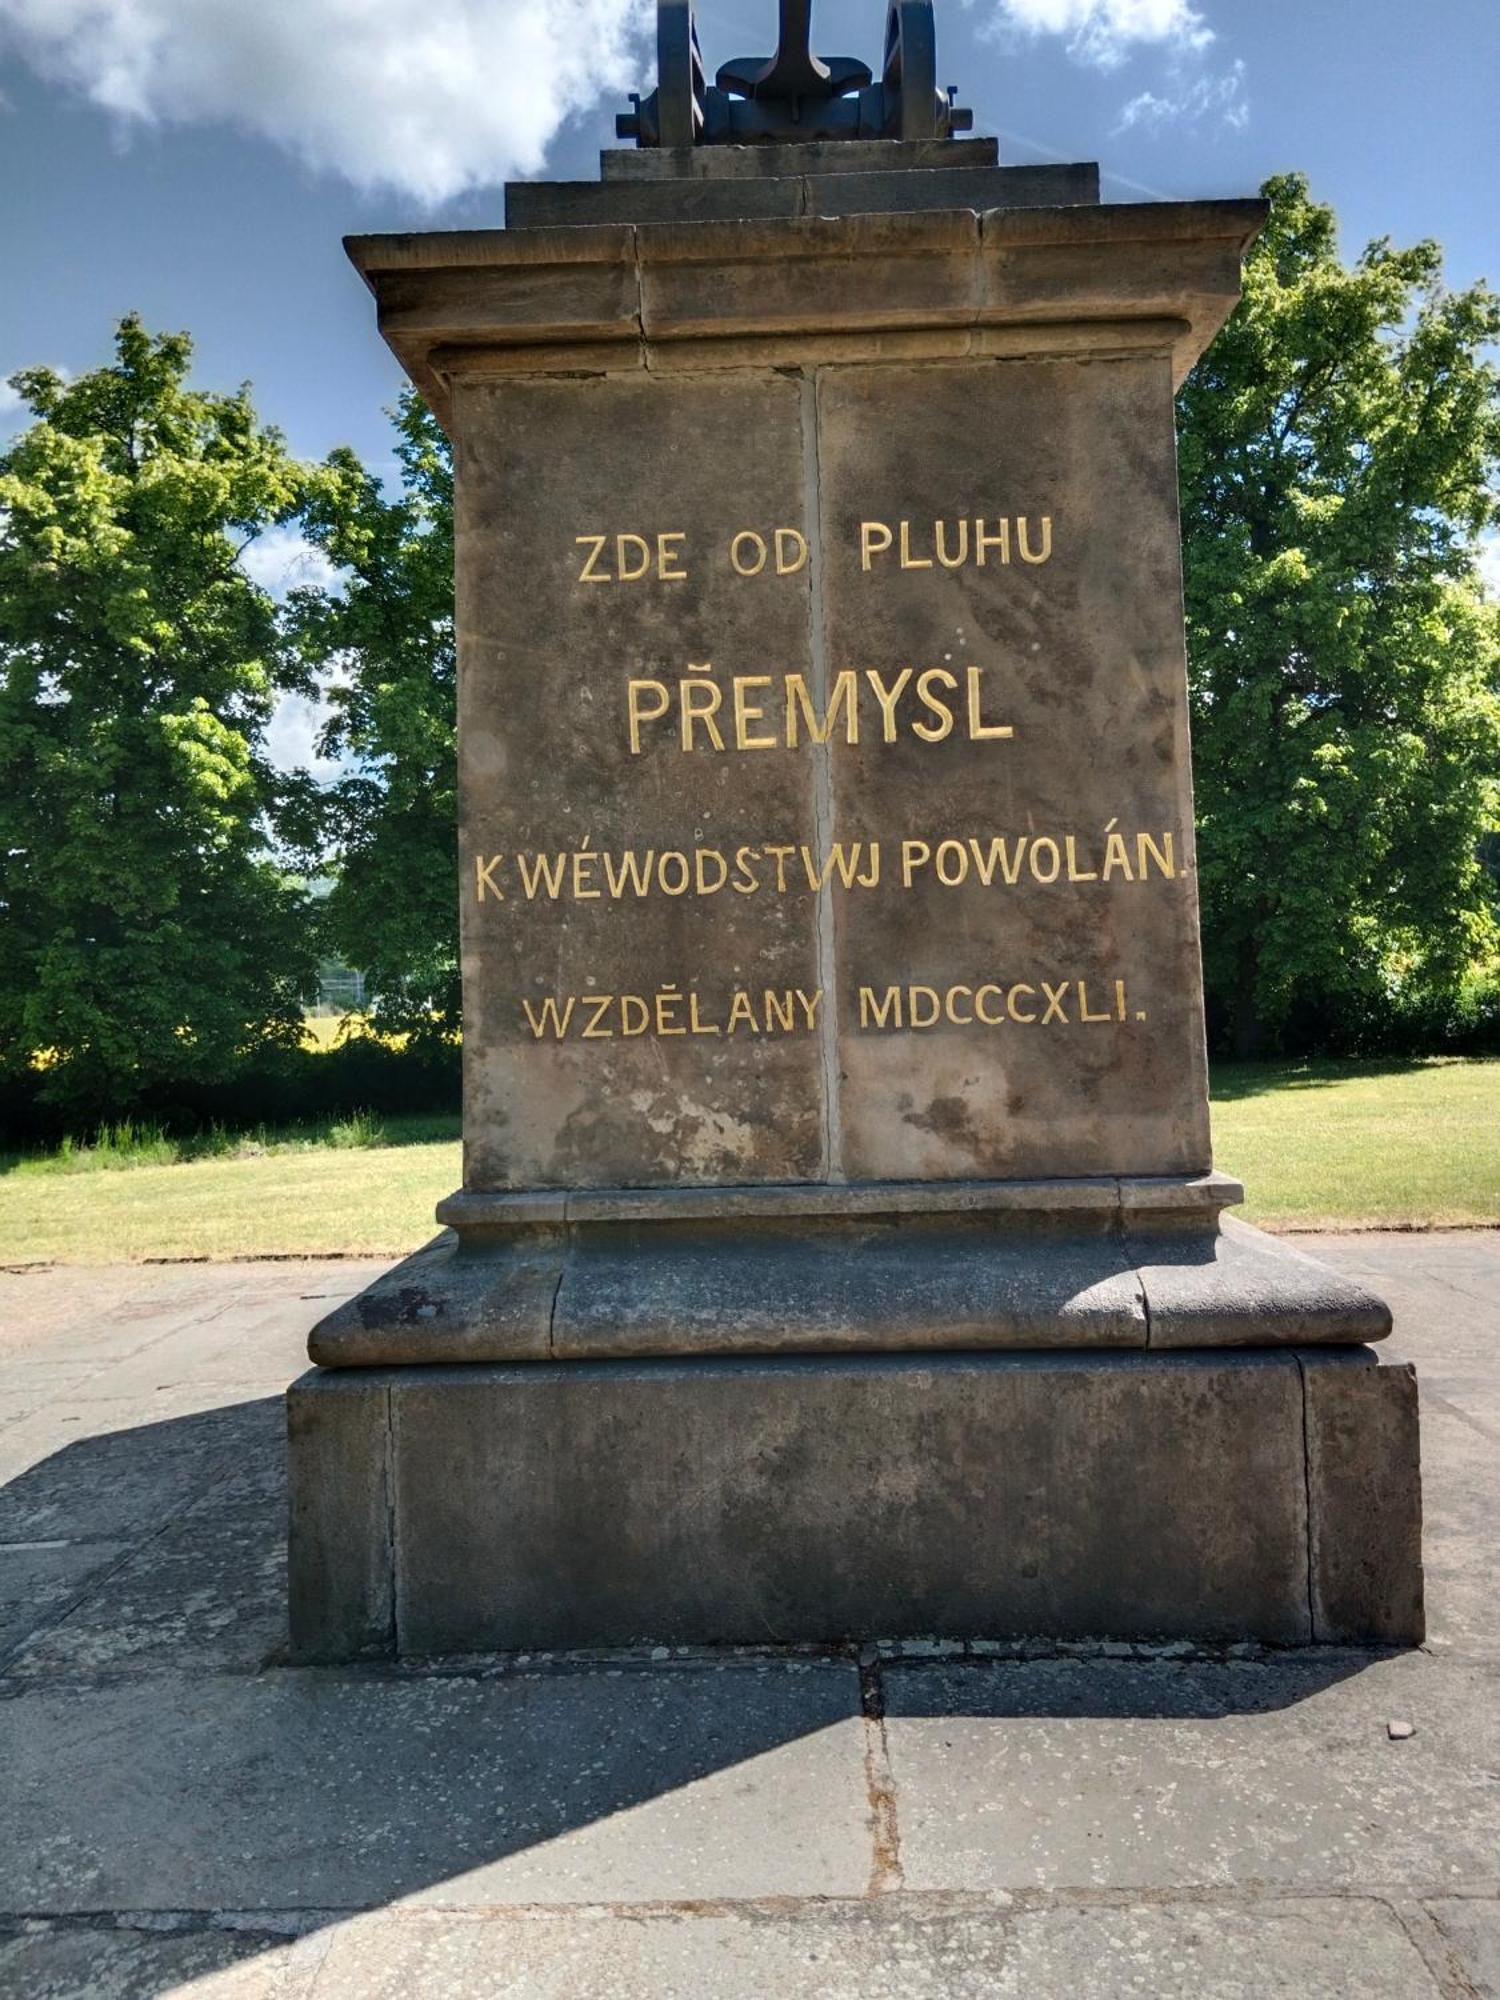 ZDE OD PLUHU
PŘEMYSL
K WÉWODSTWJ POWOLÁN.
WZDĚLANY MDCCCXLI.